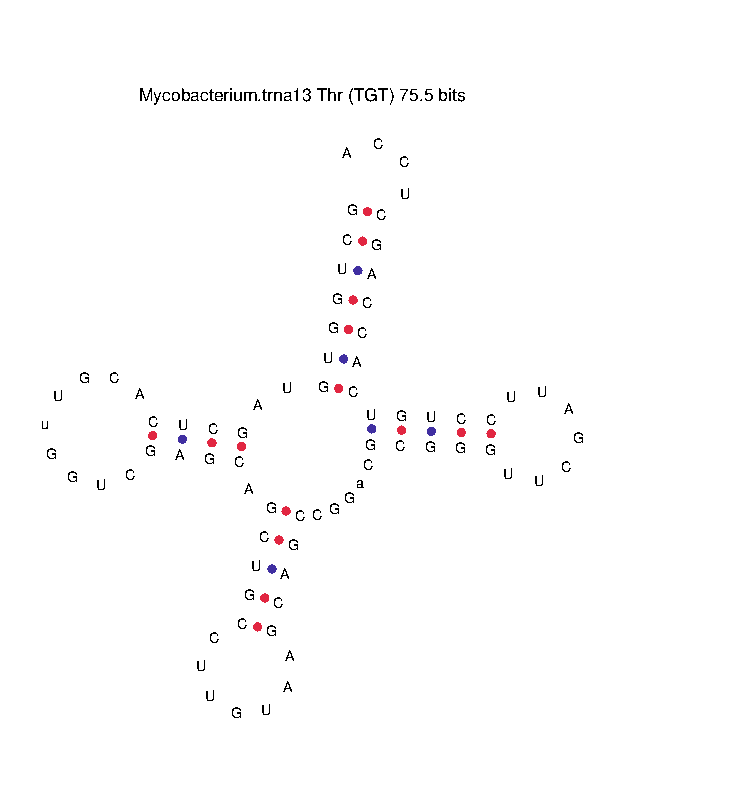 Mycobacterium.trna13 Thr (TGT) 75.5 bits
A C C
U
G C
C G
U A
G C
G C
U A
G C
U A U G C U U
A U G U C C A
u C U C G G
G G A G C G C G G G
G U C A C a U U C
G C C G G
C G
U A
G C
C C G
U A
U A
G U